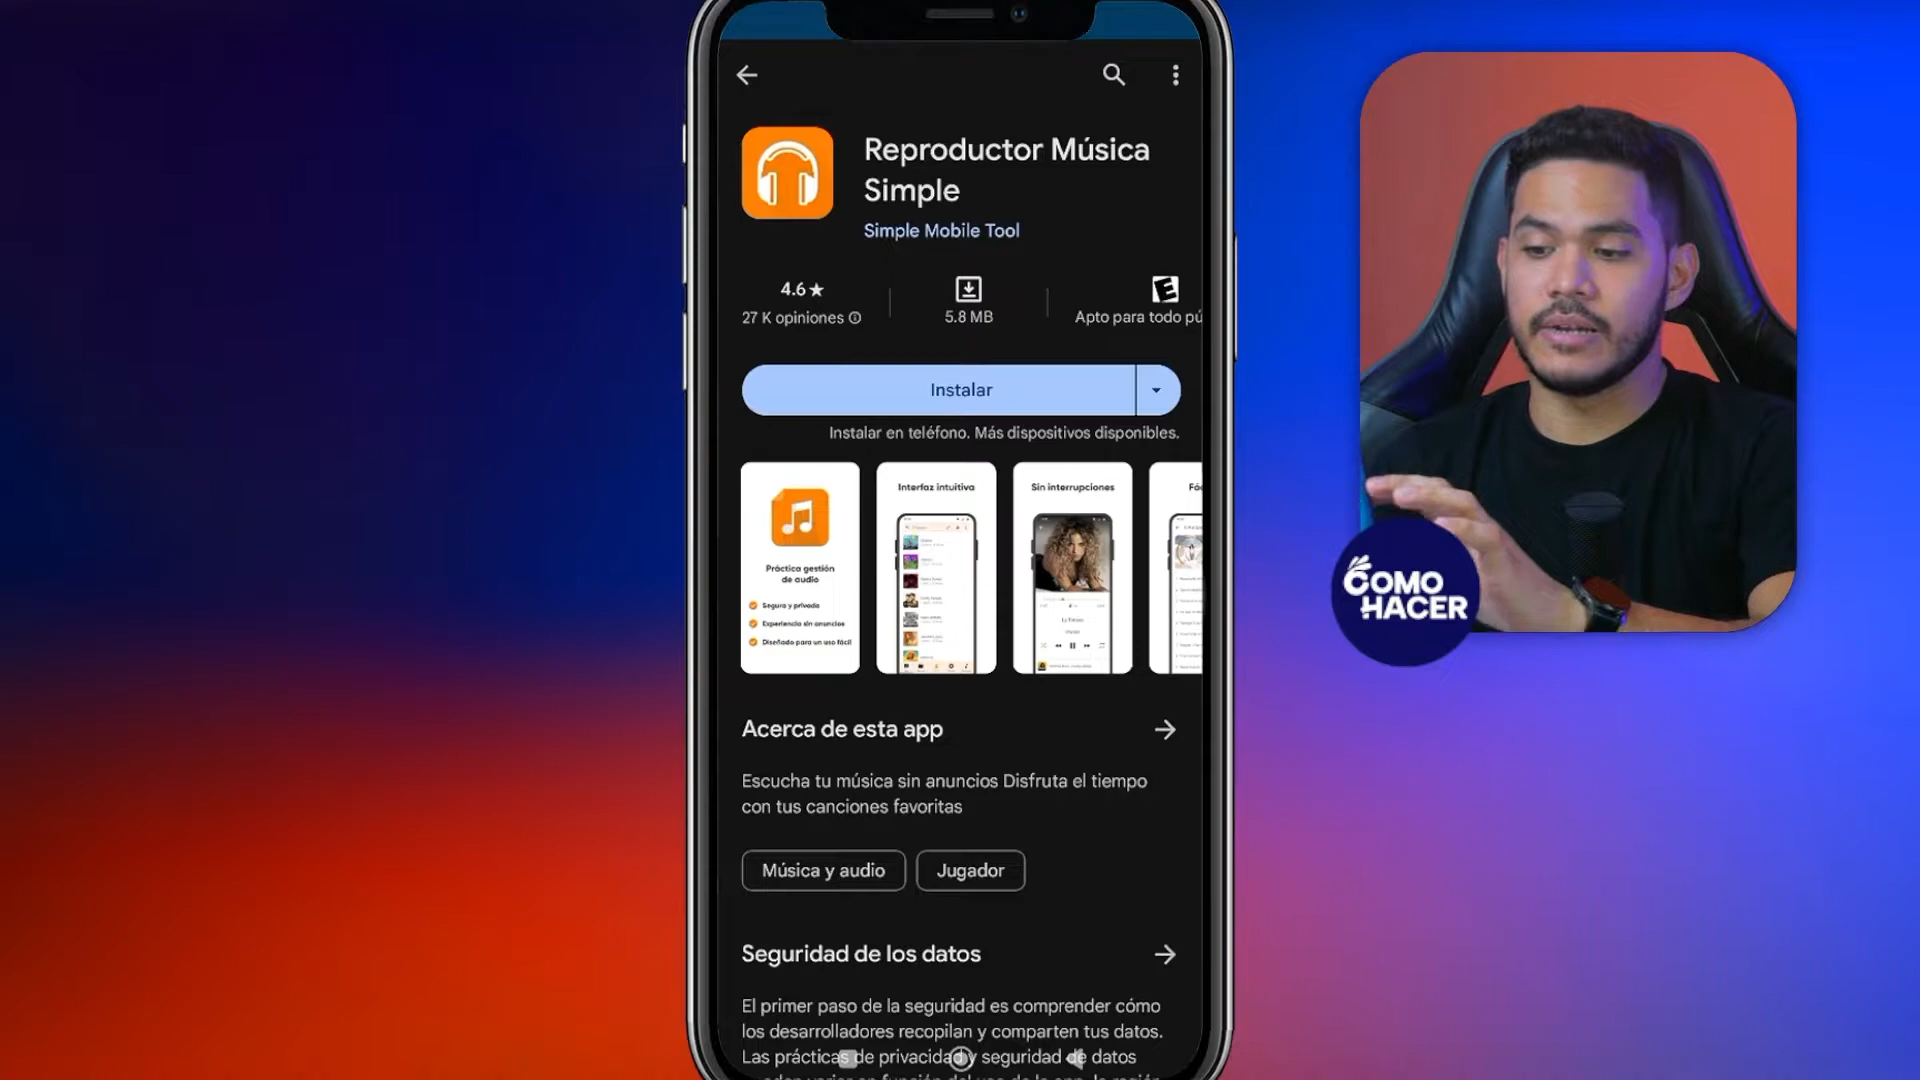 Reproductor Música
Simple
Simple Mobile Tool
4.6★
27 K opiniones
5.8 MB
E
Apto para todo pú
Instalar
Instalar en teléfono. Más dispositivos disponibles.
Práctica gestión
de audio
Segura y privada
Experiencia sin anuncios
Diseñado para un uso fácil
Interfaz intuitiva
Sin interrupciones
Fác
COMO
HACER
Acerca de esta app
Escucha tu música sin anuncios Disfruta el tiempo
con tus canciones favoritas
Música y audio
Jugador
Seguridad de los datos
El primer paso de la seguridad es comprender cómo
los desarrolladores recopilan y comparten tus datos.
Las prácticas de privacidad y seguridad de datos